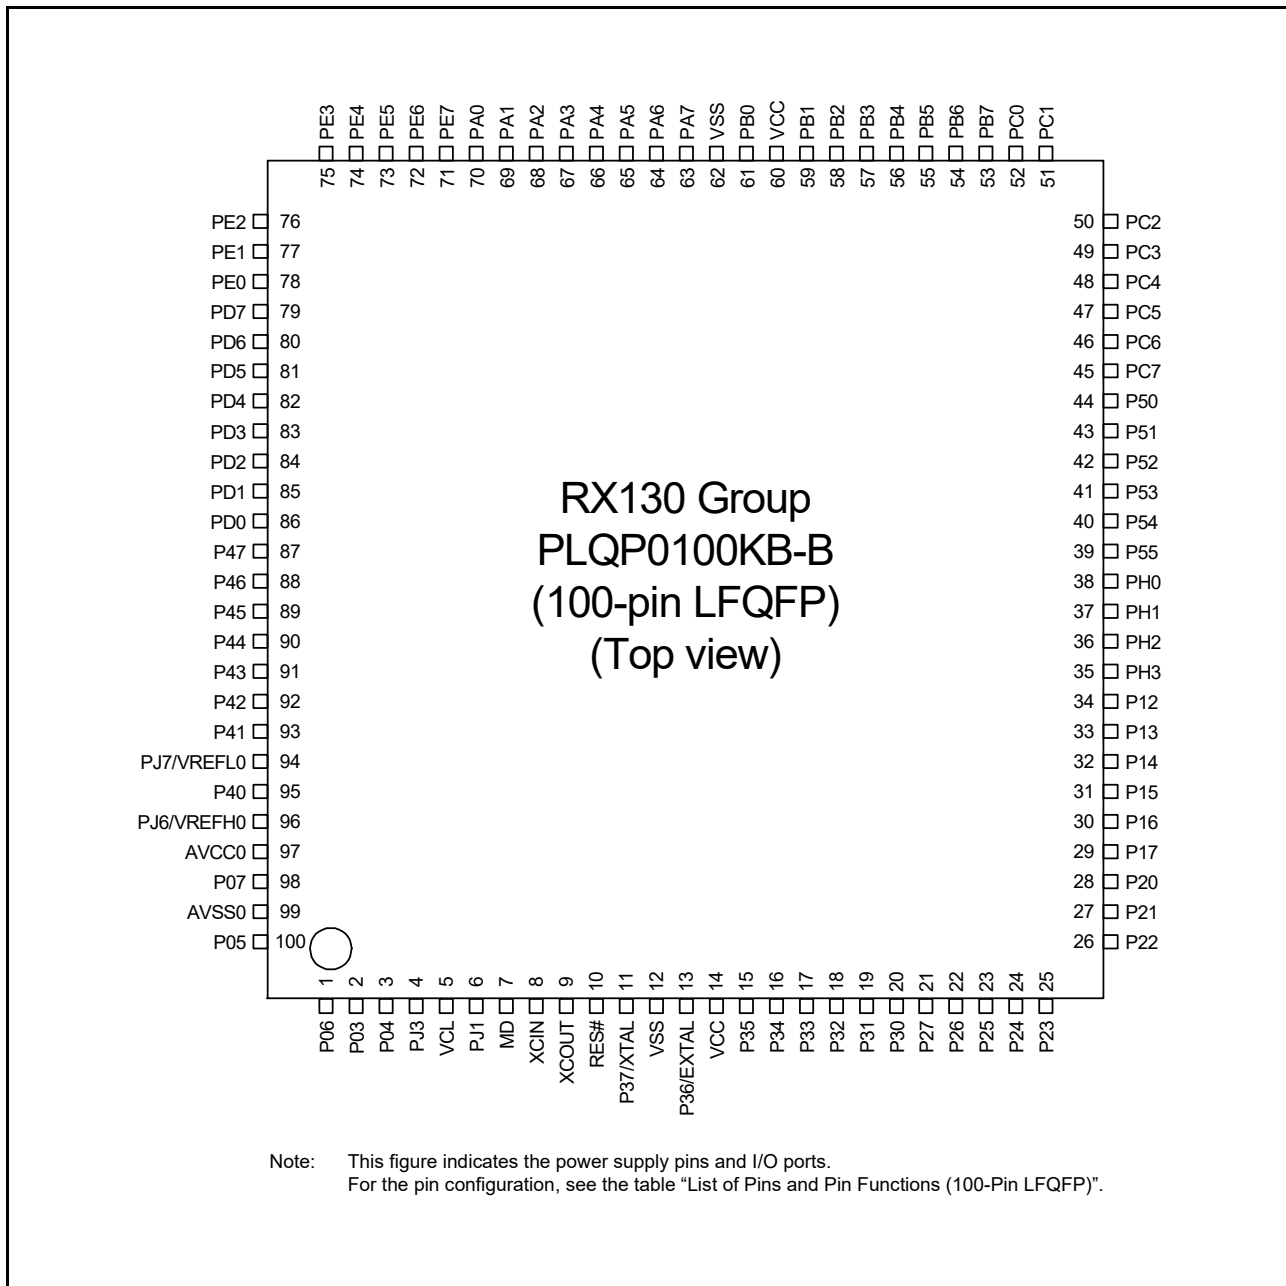 PE3 PE4 PE5 PE6 PE7 PA0 PA1 PA2 PA3 PA4 PA5 PA6 PA7 VSS PB0 VCC PB1 PB2 PB3 PB4 PB5 PB6 PB7 PC0 PC1
75 74 73 72 71 70 69 68 67 66 65 64 63 62 61 60 59 58 57 56 55 54 53 52 51
PE2 76 50 PC2
PE1 77 49 PC3
PE0 78 48 PC4
PD7 79 47 PC5
PD6 80 46 PC6
PD5 81 45 PC7
PD4 82 44 P50
PD3 83 43 P51
PD2 84 42 P52
PD1 85 41 P53
PD0 86 40 P54
P47 87 39 P55
P46 88 38 PH0
P45 89 37 PH1
P44 90 36 PH2
P43 91 35 PH3
P42 92 34 P12
P41 93 33 P13
PJ7/VREFL0 94 32 P14
P40 95 31 P15
PJ6/VREFH0 96 30 P16
AVCC0 97 29 P17
P07 98 28 P20
AVSS0 99 27 P21
P05 100 26 P22
RX130 Group
PLQP0100KB-B
(100-pin LFQFP)
(Top view)
1 2 3 4 5 6 7 8 9 10 11 12 13 14 15 16 17 18 19 20 21 22 23 24 25
P06 P03 P04 PJ3 VCL PJ1 MD XCIN XCOUT RES# P37/XTAL VSS P36/EXTAL VCC P35 P34 P33 P32 P31 P30 P27 P26 P25 P24 P23
Note: This figure indicates the power supply pins and I/O ports.
For the pin configuration, see the table “List of Pins and Pin Functions (100-Pin LFQFP)”.